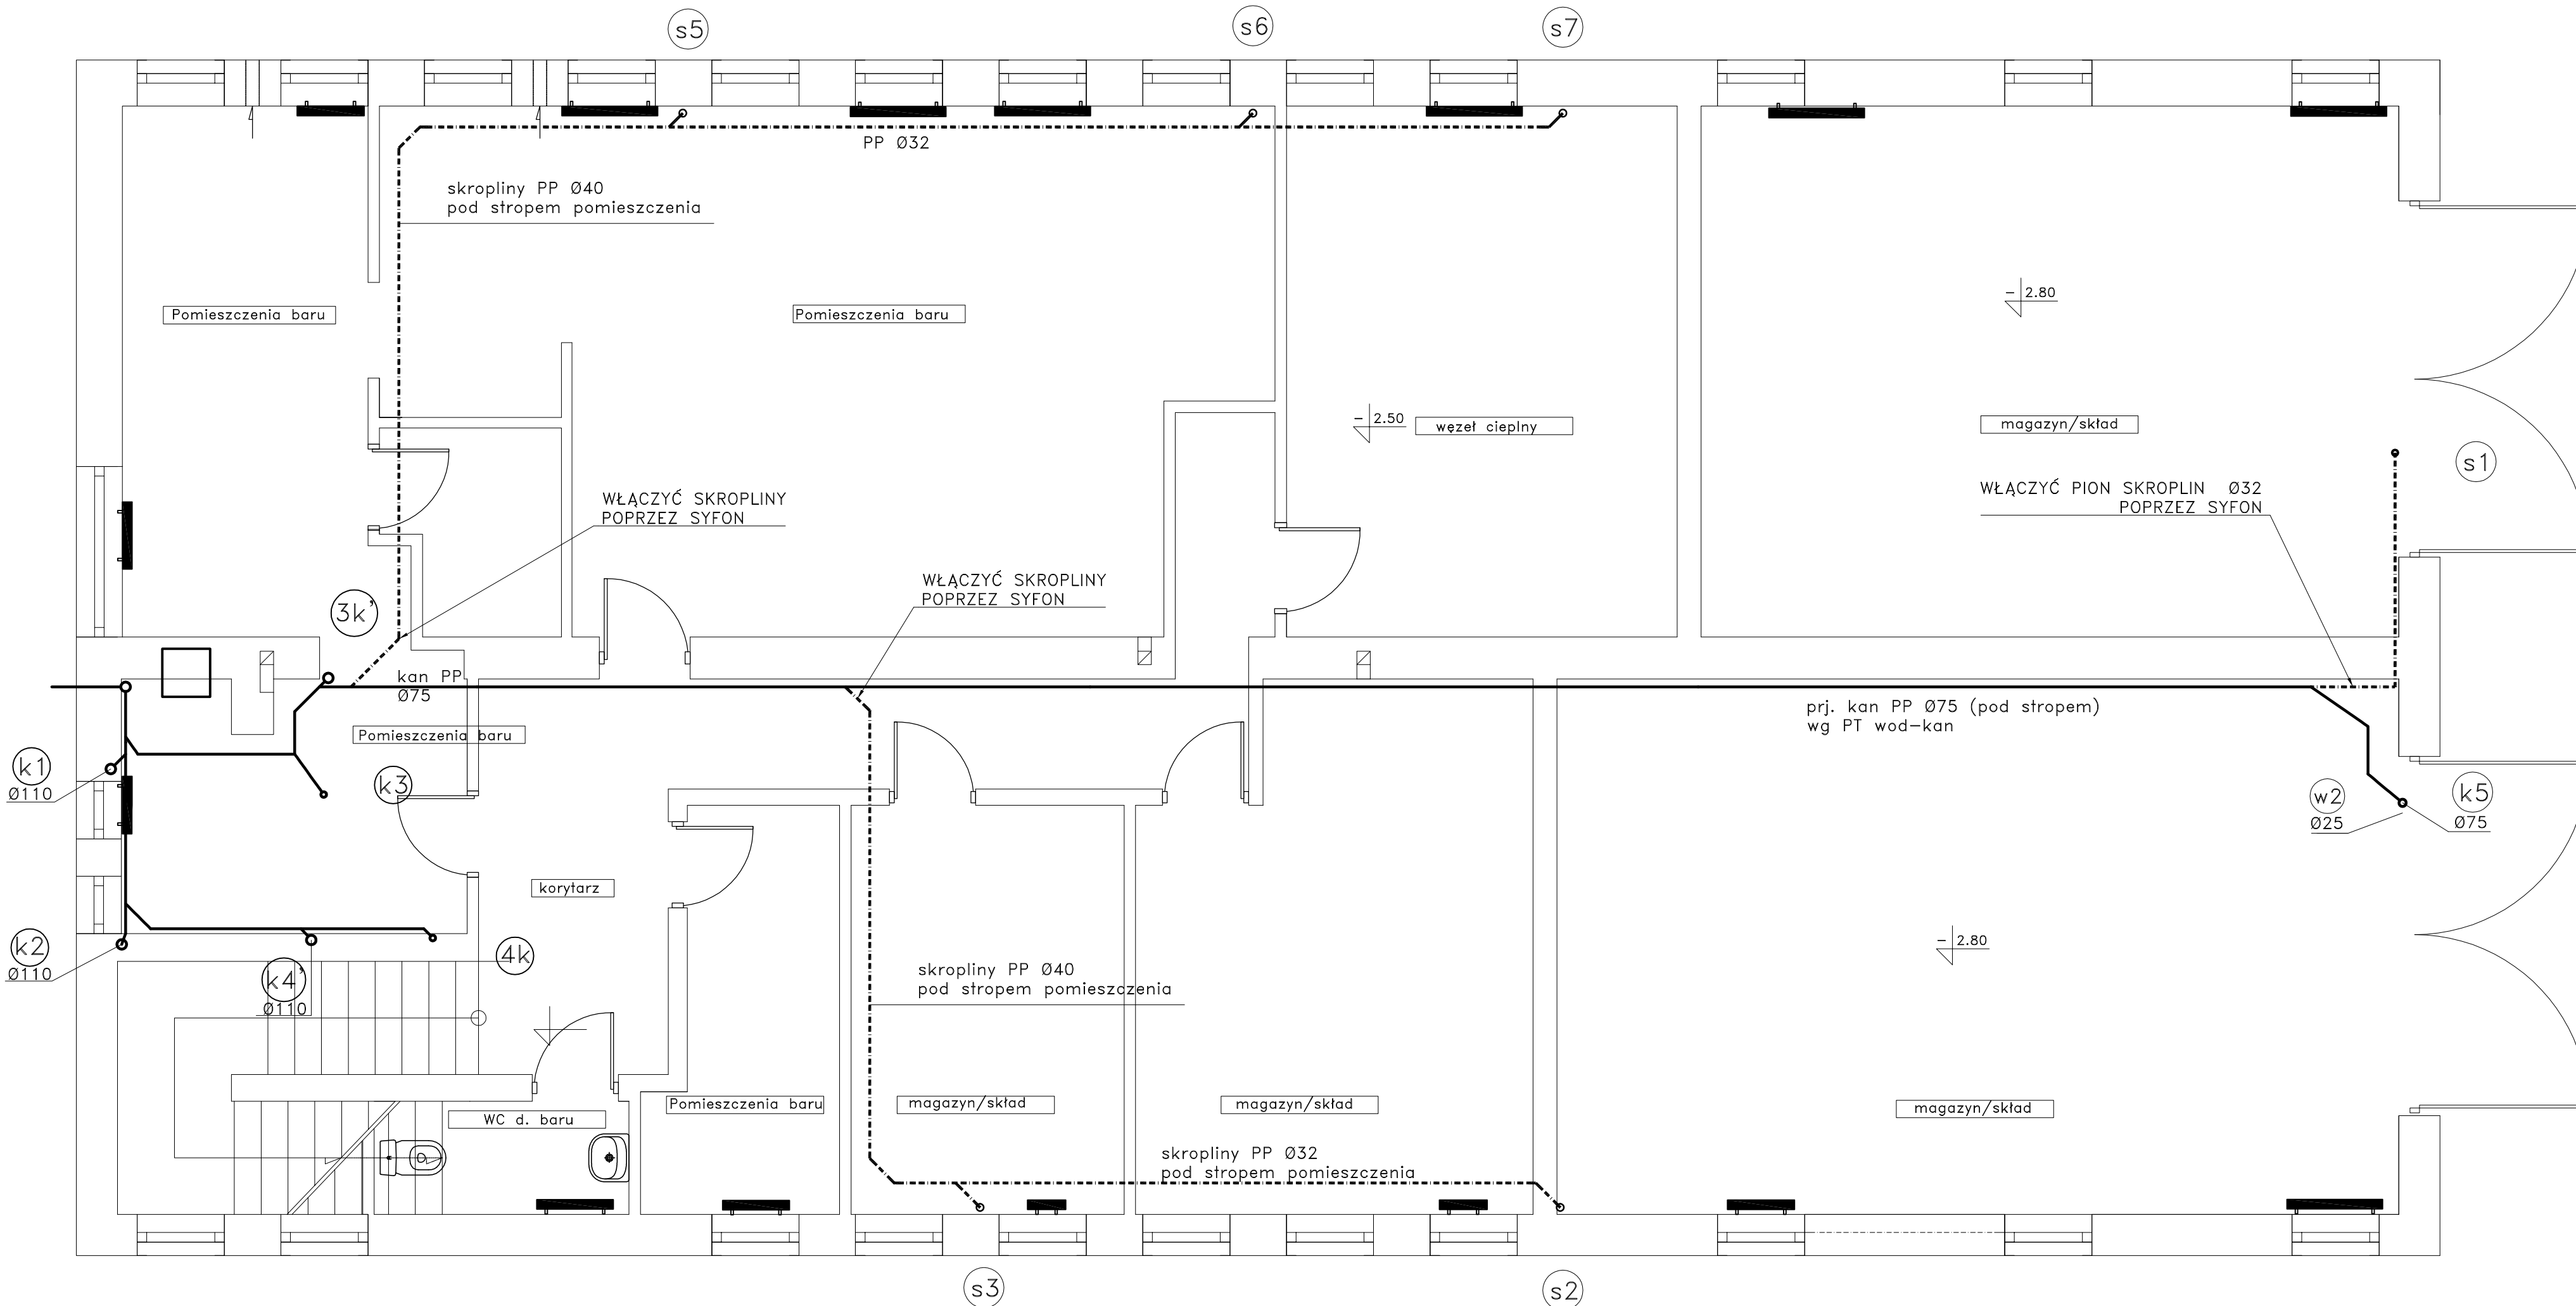 s5
s6
s7
PP Ø32
skropliny PP Ø40
pod stropem pomieszczenia
Pomieszczenia baru
Pomieszczenia baru
- 2.80
- 2.50
węzeł cieplny
magazyn/skład
s1
WŁĄCZYĆ SKROPLINY
POPRZEZ SYFON
WŁĄCZYĆ PION SKROPLIN Ø32
POPRZEZ SYFON
WŁĄCZYĆ SKROPLINY
POPRZEZ SYFON
3k'
kan PP
Ø75
prj. kan PP Ø75 (pod stropem)
wg PT wod-kan
Pomieszczenia baru
k1
Ø110
k3
w2
Ø25
k5
Ø75
korytarz
k2
Ø110
4k
k4'
Ø110
- 2.80
skropliny PP Ø40
pod stropem pomieszczenia
WC d. baru
Pomieszczenia baru
magazyn/skład
magazyn/skład
magazyn/skład
skropliny PP Ø32
pod stropem pomieszczenia
s3
s2